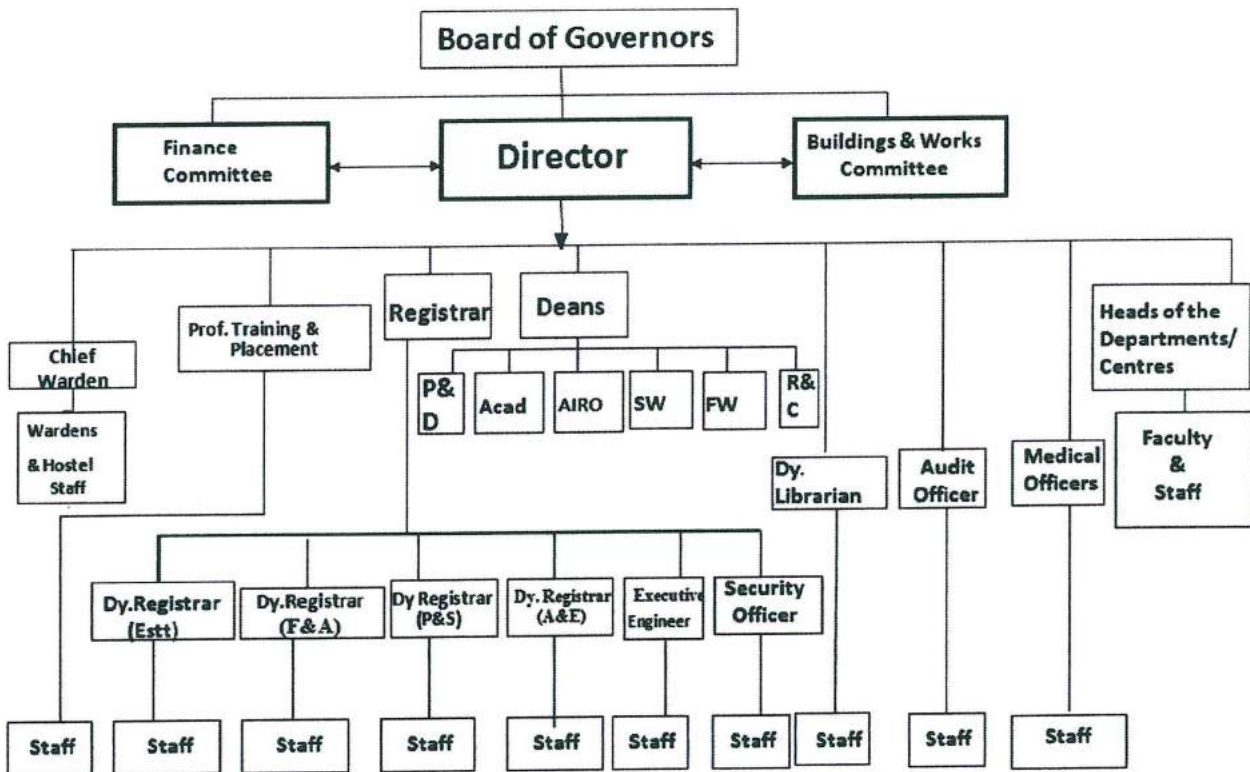 Board of Governors
Finance
Committee
Director
Buildings & Works
Committee
Chief
Warden
Prof. Training &
Placement
Registrar
Deans
Heads of the
Departments/
Centres
P&
D
Acad
AIRO
SW
FW
R&
C
Wardens
& Hostel
Staff
Dy.
Librarian
Audit
Officer
Medical
Officers
Faculty
&
Staff
Dy.Registrar
(Estt)
Dy.Registrar
(F&A)
Dy Registrar
(P&S)
Dy. Registrar
(A&E)
Executive
Engineer
Security
Officer
Staff
Staff
Staff
Staff
Staff
Staff
Staff
Staff
Staff
Staff